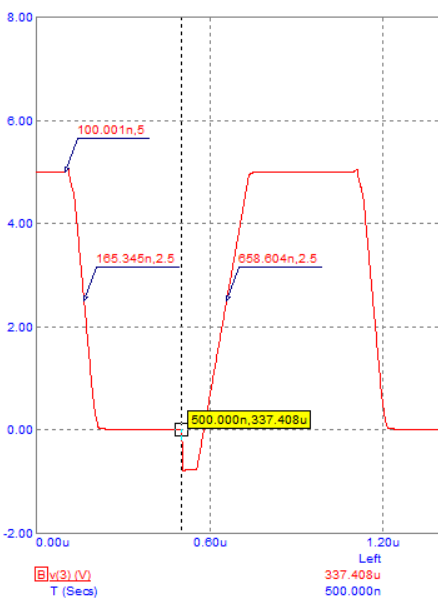 8.00
6.00
100.001n,5
4.00
165.345n,2.5 658.604n,2.5
2.00
500.000n,337.408u
0.00
-2.00
0.00u 0.60u 1.20u
Left
B v(3) (V) 337.408u
T (Secs) 500.000n